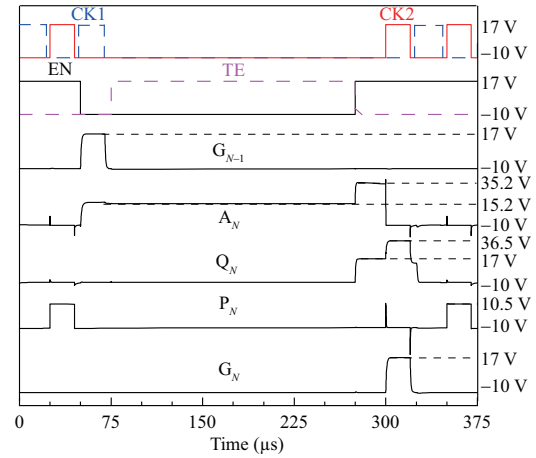 CK1 CK2 17 V
−10 V
EN TE 17 V
−10 V
17 V
G_{N−1} −10 V
35.2 V
15.2 V
A_N −10 V
36.5 V
Q_N 17 V
−10 V
P_N 10.5 V
−10 V
17 V
G_N −10 V
0 75 150 225 300 375
Time (μs)